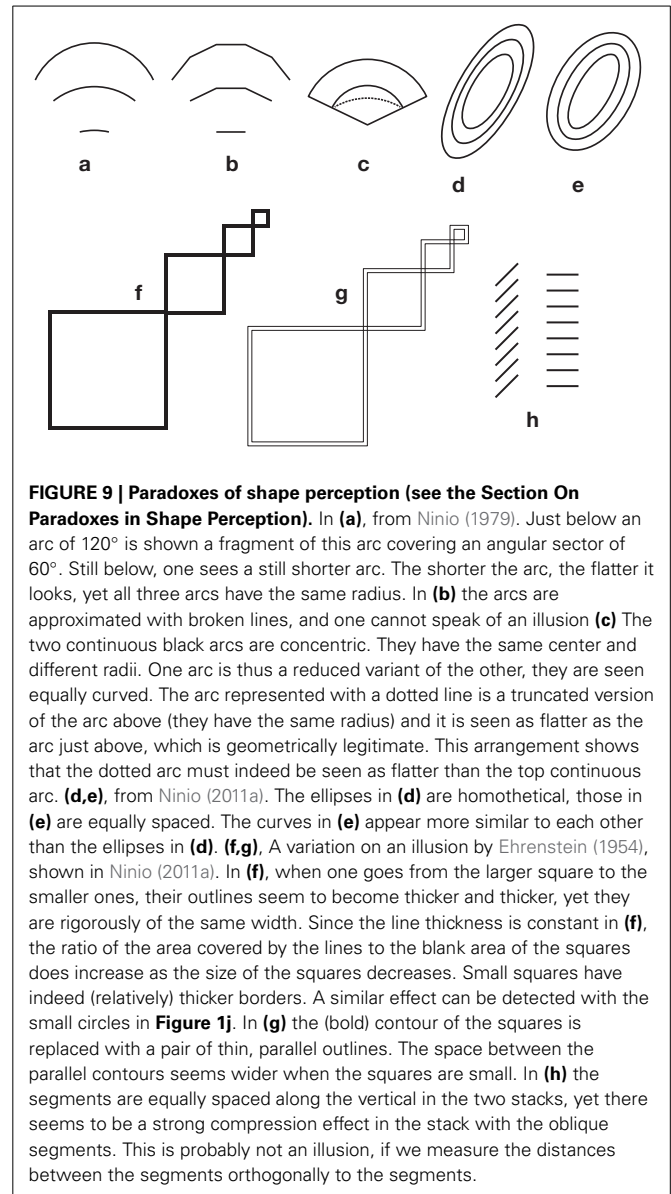 a
b
c
d
e
f
g
h
FIGURE 9 | Paradoxes of shape perception (see the Section On
Paradoxes in Shape Perception). In (a), from Ninio (1979). Just below an
arc of 120° is shown a fragment of this arc covering an angular sector of
60°. Still below, one sees a still shorter arc. The shorter the arc, the flatter it
looks, yet all three arcs have the same radius. In (b) the arcs are
approximated with broken lines, and one cannot speak of an illusion (c) The
two continuous black arcs are concentric. They have the same center and
different radii. One arc is thus a reduced variant of the other, they are seen
equally curved. The arc represented with a dotted line is a truncated version
of the arc above (they have the same radius) and it is seen as flatter as the
arc just above, which is geometrically legitimate. This arrangement shows
that the dotted arc must indeed be seen as flatter than the top continuous
arc. (d,e), from Ninio (2011a). The ellipses in (d) are homothetical, those in
(e) are equally spaced. The curves in (e) appear more similar to each other
than the ellipses in (d). (f,g), A variation on an illusion by Ehrenstein (1954),
shown in Ninio (2011a). In (f), when one goes from the larger square to the
smaller ones, their outlines seem to become thicker and thicker, yet they
are rigorously of the same width. Since the line thickness is constant in (f),
the ratio of the area covered by the lines to the blank area of the squares
does increase as the size of the squares decreases. Small squares have
indeed (relatively) thicker borders. A similar effect can be detected with the
small circles in Figure 1j. In (g) the (bold) contour of the squares is
replaced with a pair of thin, parallel outlines. The space between the
parallel contours seems wider when the squares are small. In (h) the
segments are equally spaced along the vertical in the two stacks, yet there
seems to be a strong compression effect in the stack with the oblique
segments. This is probably not an illusion, if we measure the distances
between the segments orthogonally to the segments.